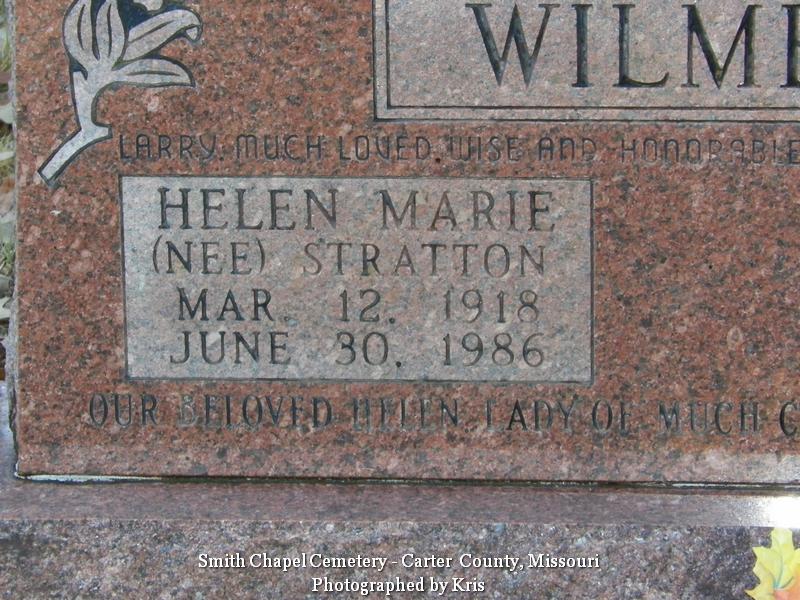 WILM
LARRY, MUCH LOVED, WISE AND HONORABLE
HELEN MARIE
(NEE) STRATTON
MAR. 12. 1918
JUNE 30, 1986
OUR BELOVED HELEN, LADY OF MUCH C
Smith Chapel Cemetery - Carter County, Missouri
Photographed by Kris